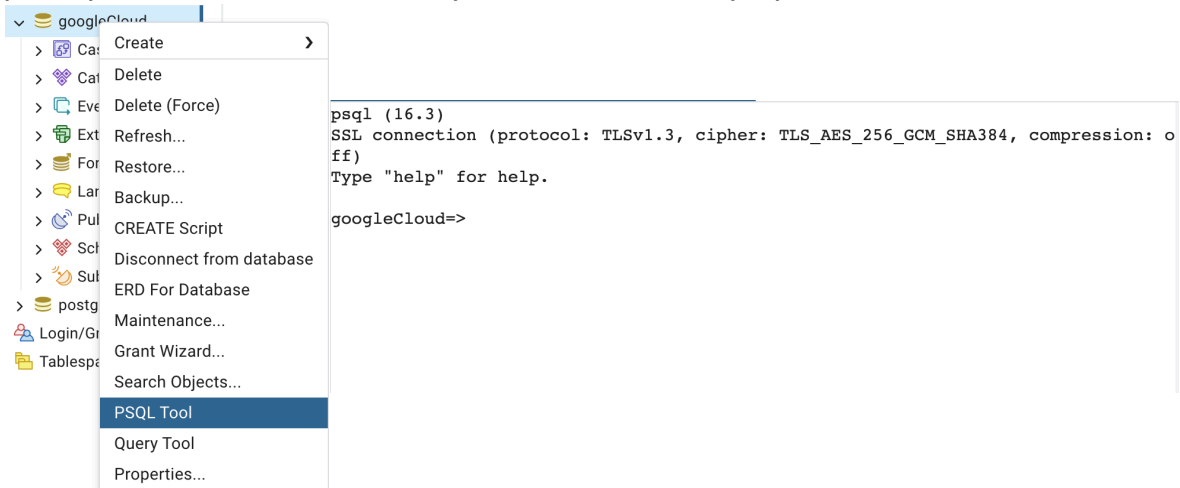 googleCloud
Create
Delete
Delete (Force)
Refresh...
Restore...
Backup...
CREATE Script
Disconnect from database
ERD For Database
Maintenance...
Grant Wizard...
Search Objects...
PSQL Tool
Query Tool
Properties...
Login/Gr
Tablespa
psql (16.3)
SSL connection (protocol: TLSv1.3, cipher: TLS_AES_256_GCM_SHA384, compression: o
ff)
Type "help" for help.
googleCloud=>